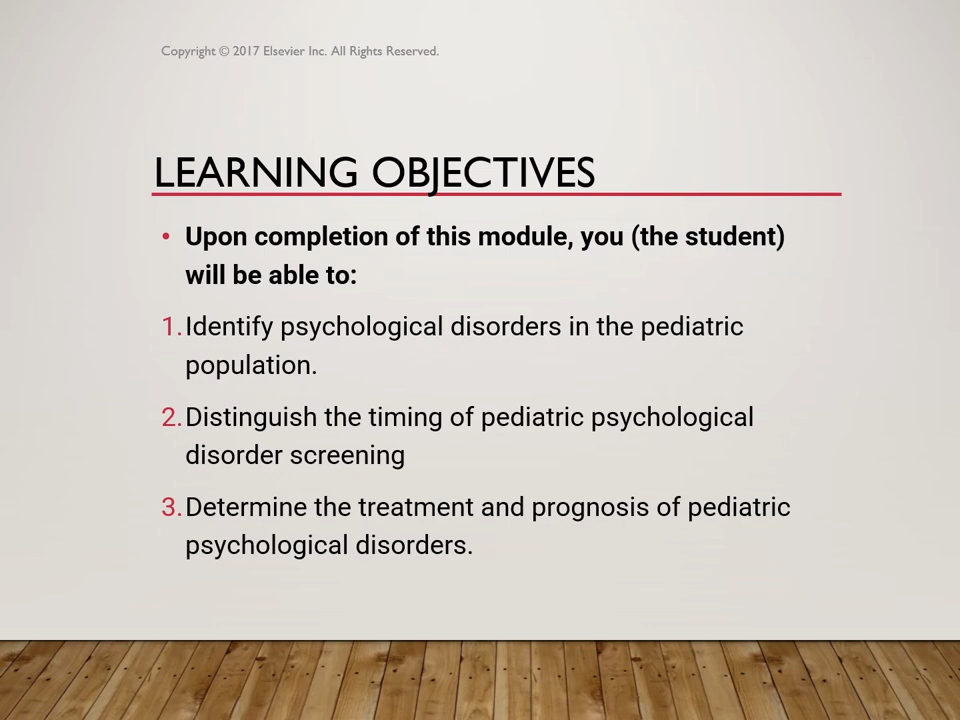 Copyright © 2017 Elsevier Inc. All Rights Reserved.
LEARNING OBJECTIVES
• Upon completion of this module, you (the student)
will be able to:
1. Identify psychological disorders in the pediatric
population.
2. Distinguish the timing of pediatric psychological
disorder screening
3. Determine the treatment and prognosis of pediatric
psychological disorders.